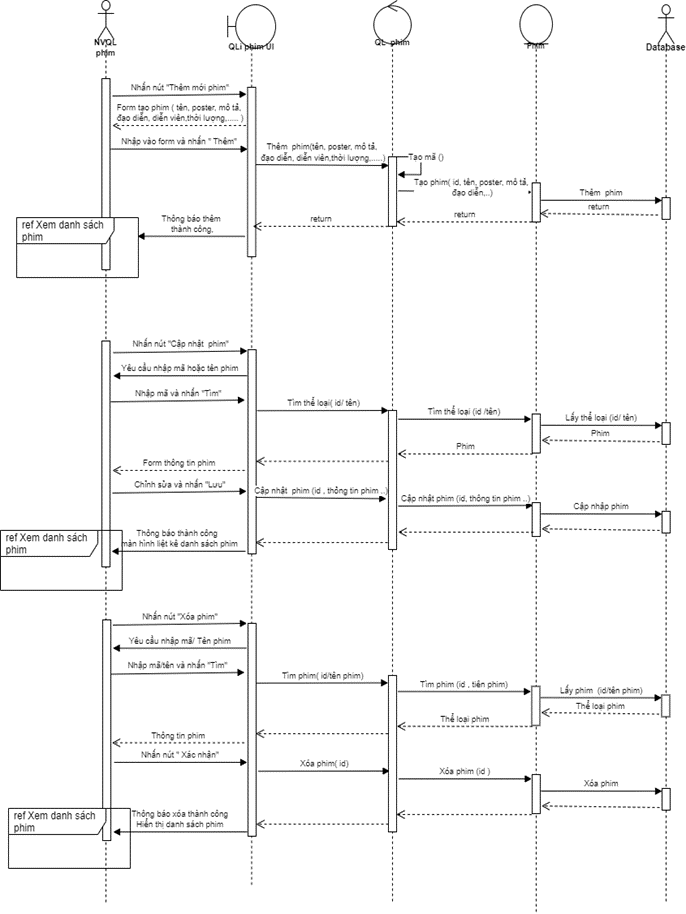 NVQL
phim
QLi phim UI
QL phim
Phim
Database
Nhấn nút "Thêm mới phim"
Form tạo phim ( tên, poster, mô tả,
đạo diễn, diễn viên,thời lượng,..... )
Nhập vào form và nhấn " Thêm"
Thêm phim(tên, poster, mô tả,
đạo diễn, diễn viên,thời lượng,.....)
Tạo mã ()
Tạo phim( id, tên, poster, mô tả,
đạo diễn,..)
Thêm phim
return
return
return
Thông báo thêm
thành công,
ref Xem danh sách
phim
Nhấn nút "Cập nhật phim"
Yêu cầu nhập mã hoặc tên phim
Nhập mã và nhấn "Tìm"
Tìm thể loại( id/ tên)
Tìm thể loại (id /tên)
Lấy thể loại (id/ tên)
Phim
Phim
Form thông tin phim
Chỉnh sửa và nhấn "Lưu"
Cập nhật phim (id , thông tin phim ..)
Cập nhật phim (id, thông tin phim ..)
Cập nhập phim
Thông báo thành công
màn hình liệt kê danh sách phim
ref Xem danh sách
phim
Nhấn nút "Xóa phim"
Yêu cầu nhập mã/ Tên phim
Nhập mã/tên và nhấn "Tìm"
Tìm phim( id/tên phim)
Tìm phim (id , tiên phim)
Lấy phim (id/tên phim)
Thể loại phim
Thể loại phim
Thông tin phim
Nhấn nút " Xác nhận"
Xóa phim( id)
Xóa phim (id )
Xóa phim
Thông báo xóa thành công
Hiển thị danh sách phim
ref Xem danh sách
phim